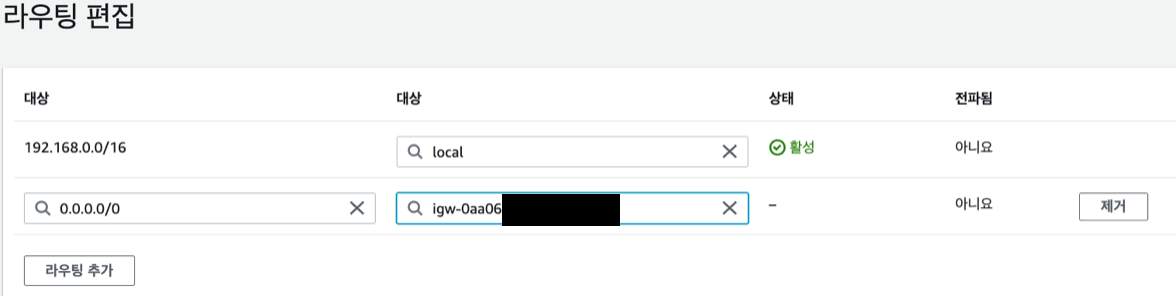 라우팅 편집
대상 대상 상태 전파됨
192.168.0.0/16 local 활성 아니요
0.0.0.0/0 igw-0aa06 – 아니요 제거
라우팅 추가